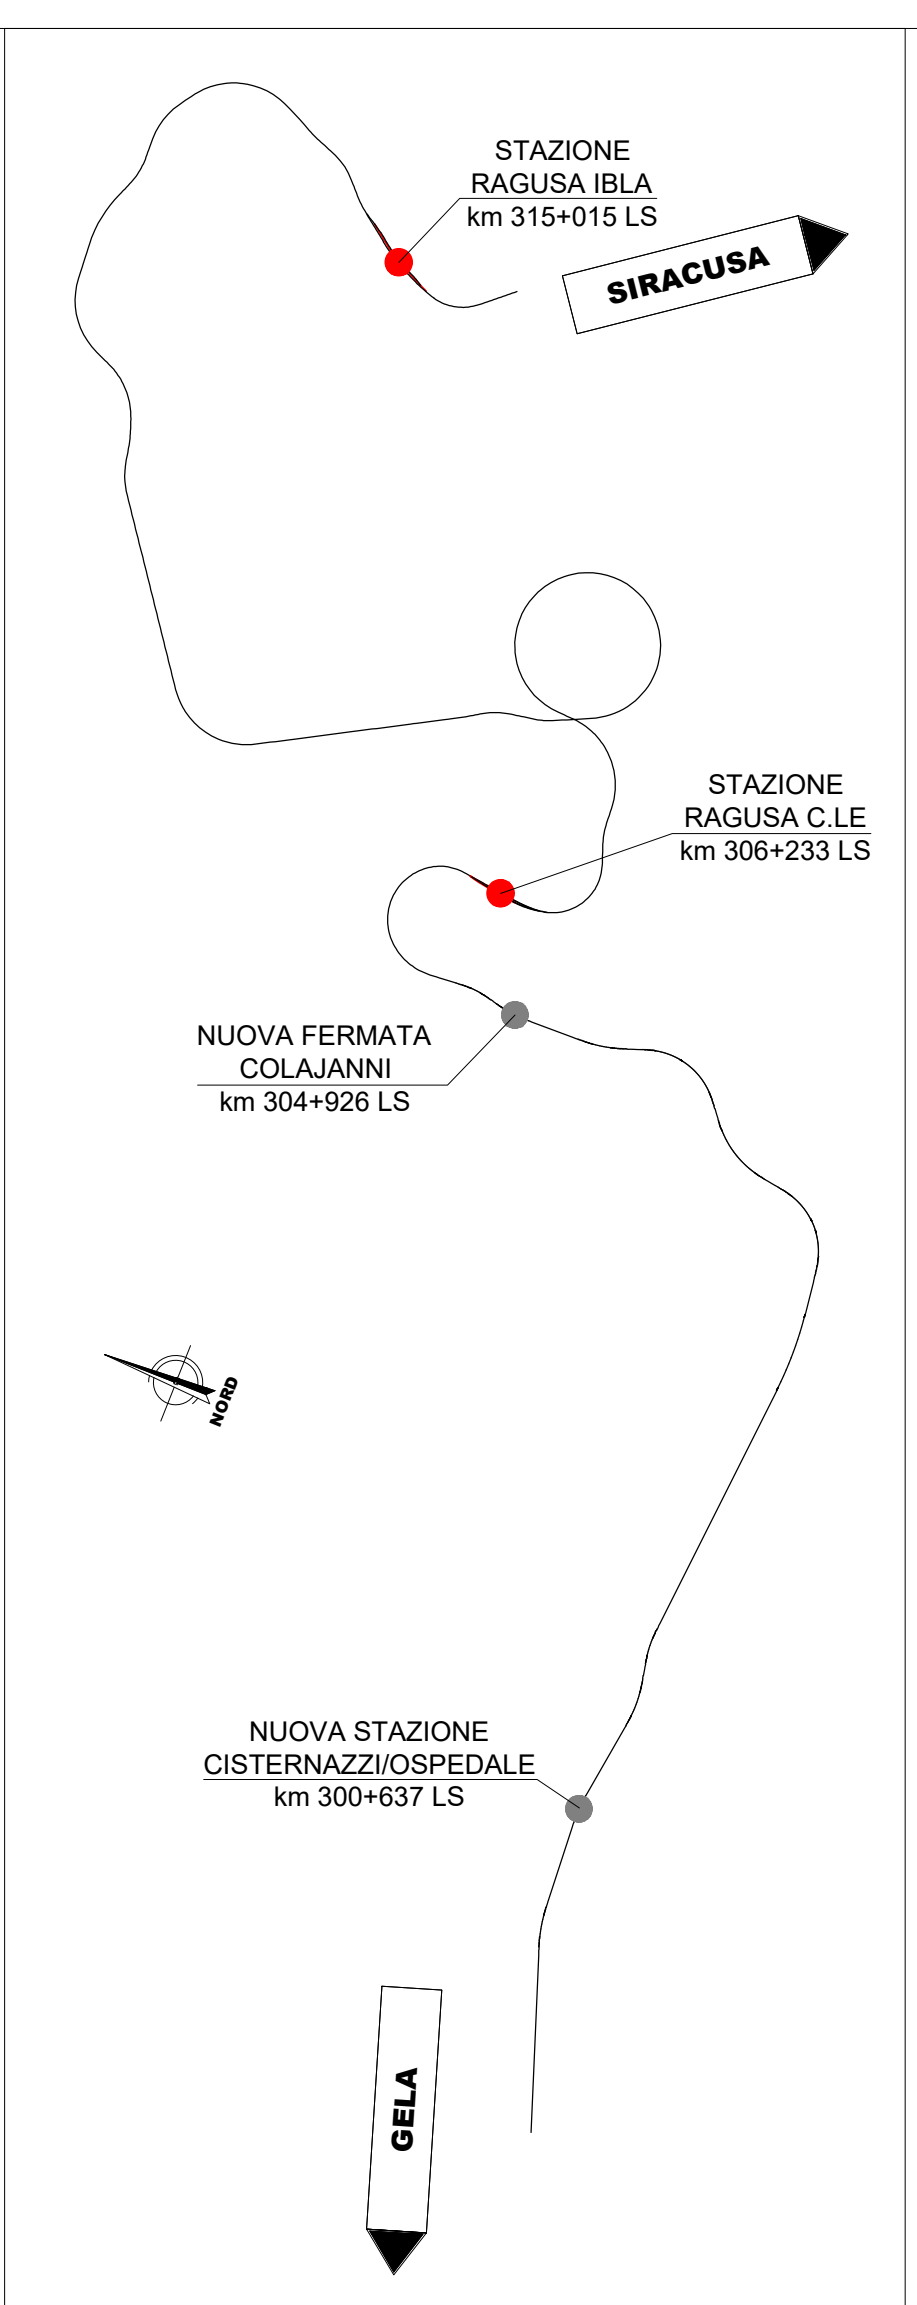 STAZIONE
RAGUSA IBLA
km 315+015 LS
SIRACUSA
STAZIONE
RAGUSA C.LE
km 306+233 LS
NUOVA FERMATA
COLAJANNI
km 304+926 LS
NORD
NUOVA STAZIONE
CISTERNAZZI/OSPEDALE
km 300+637 LS
GELA